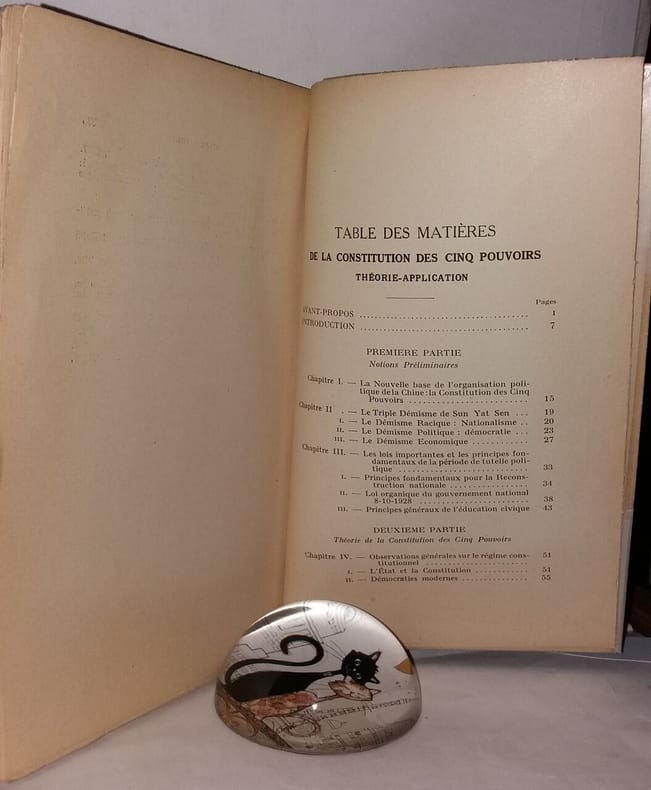 TABLE DES MATIÈRES
DE LA CONSTITUTION DES CINQ POUVOIRS
THÉORIE-APPLICATION
Pages
AVANT-PROPOS ........ 1
INTRODUCTION ........ 7
PREMIERE PARTIE
Notions Préliminaires
Chapitre I. — La Nouvelle base de l'organisation poli-
tique de la Chine : la Constitution des Cinq
Pouvoirs ........ 15
Chapitre II . — Le Triple Démisme de Sun Yat Sen ... 19
I. — Le Démisme Racique : Nationalisme .. 20
II. — Le Démisme Politique : démocratie ... 23
III. — Le Démisme Economique ........ 27
Chapitre III. — Les lois importantes et les principes fon-
damentaux de la période de tutelle poli-
tique ........ 33
I. — Principes fondamentaux pour la Recons-
truction nationale ........ 34
II. — Loi organique du gouvernement national
8-10-1928 ........ 38
III. — Principes généraux de l'éducation civique 43
DEUXIEME PARTIE
Théorie de la Constitution des Cinq Pouvoirs
Chapitre IV. — Observations générales sur le régime cons-
titutionnel ........ 51
I. — L'État et la Constitution ........ 51
II. — Démocraties modernes ........ 55